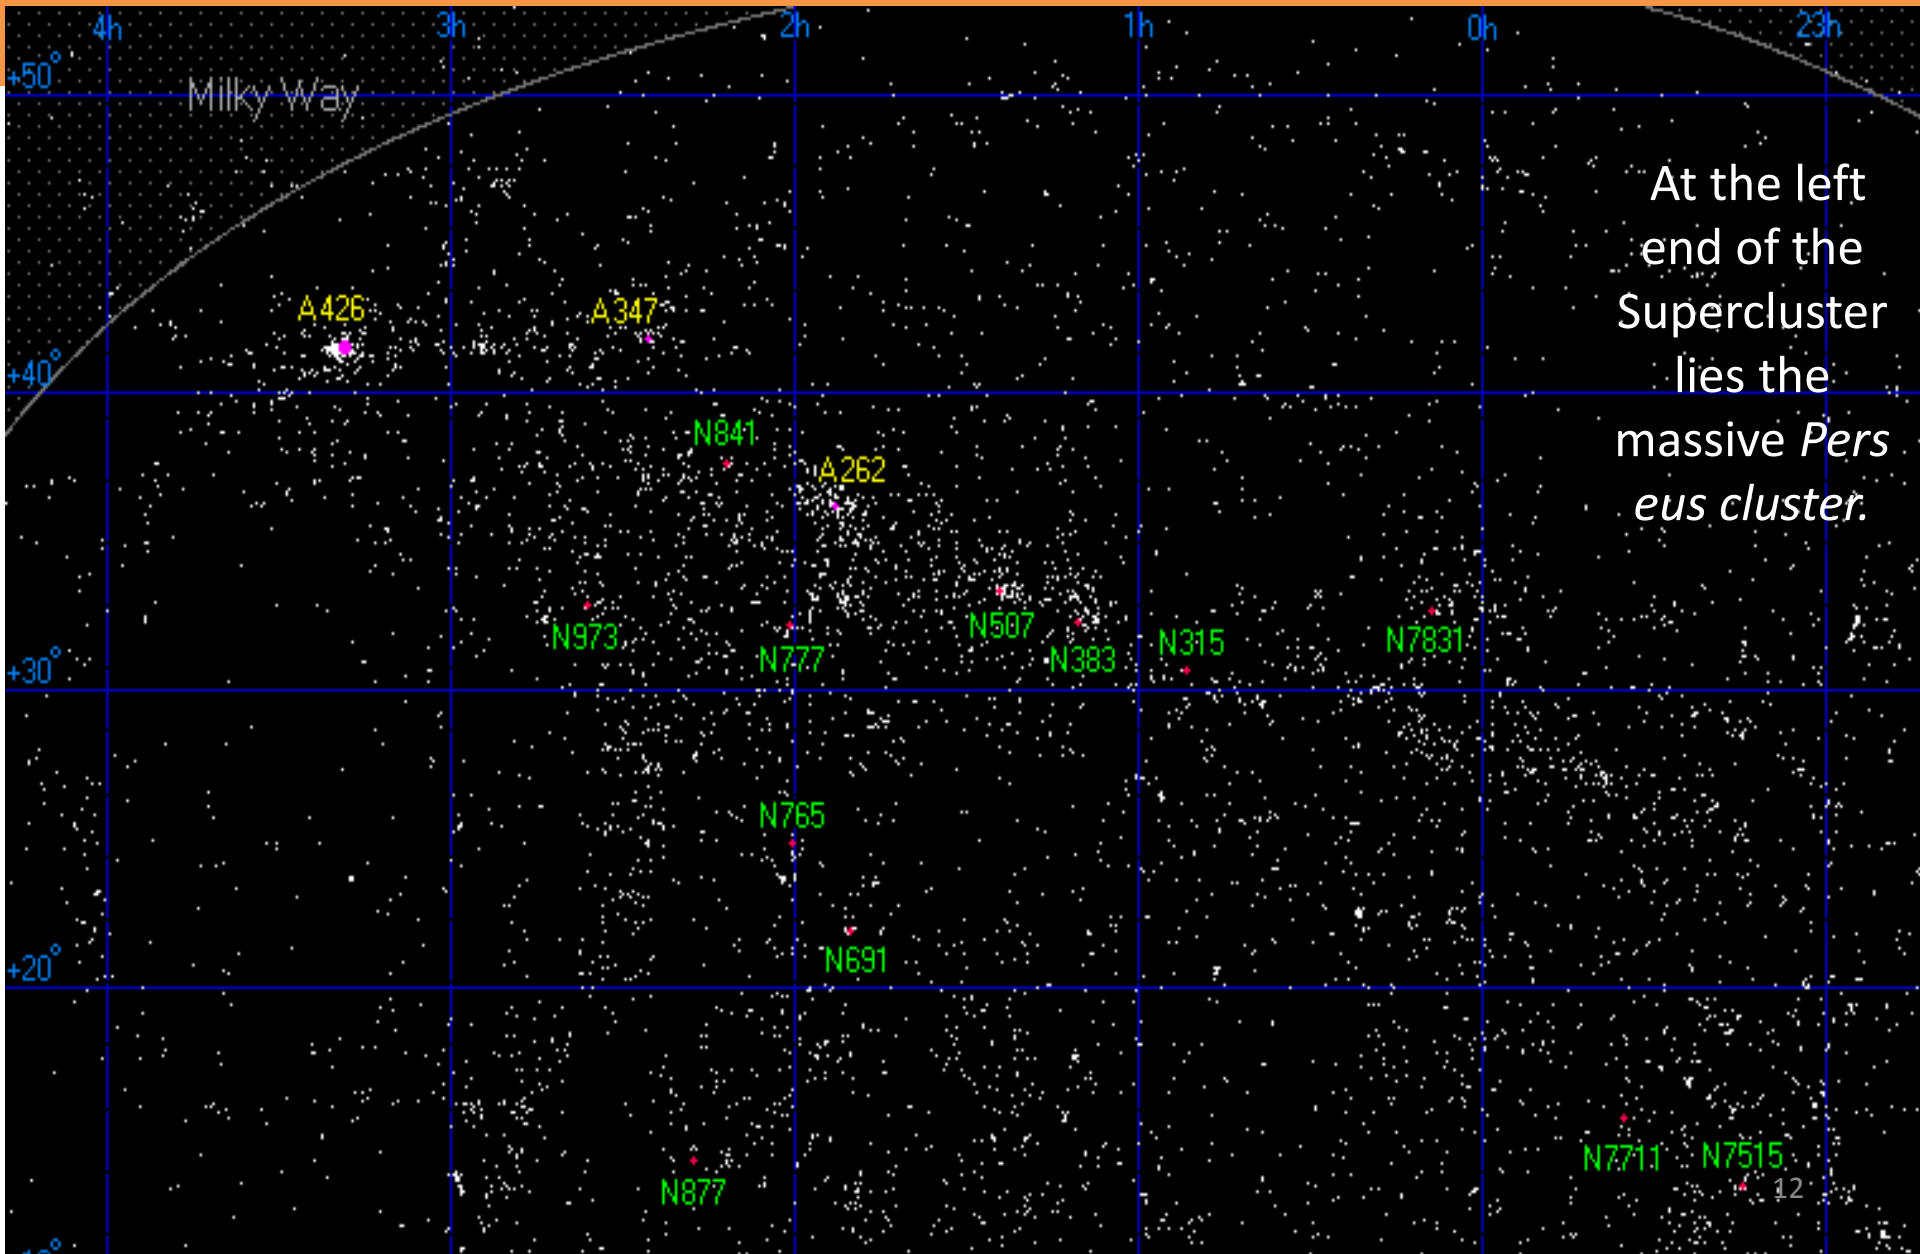 4h 3h 2h 1h 0h 23h
+50°
Milky Way
At the left
end of the
Supercluster
lies the
massive Pers
eus cluster.
A426 A347
+40°
N841
A262
N973 N777 N507 N383 N315 N7831
+30°
N765
N691
+20°
N877 N7711 N7515
12